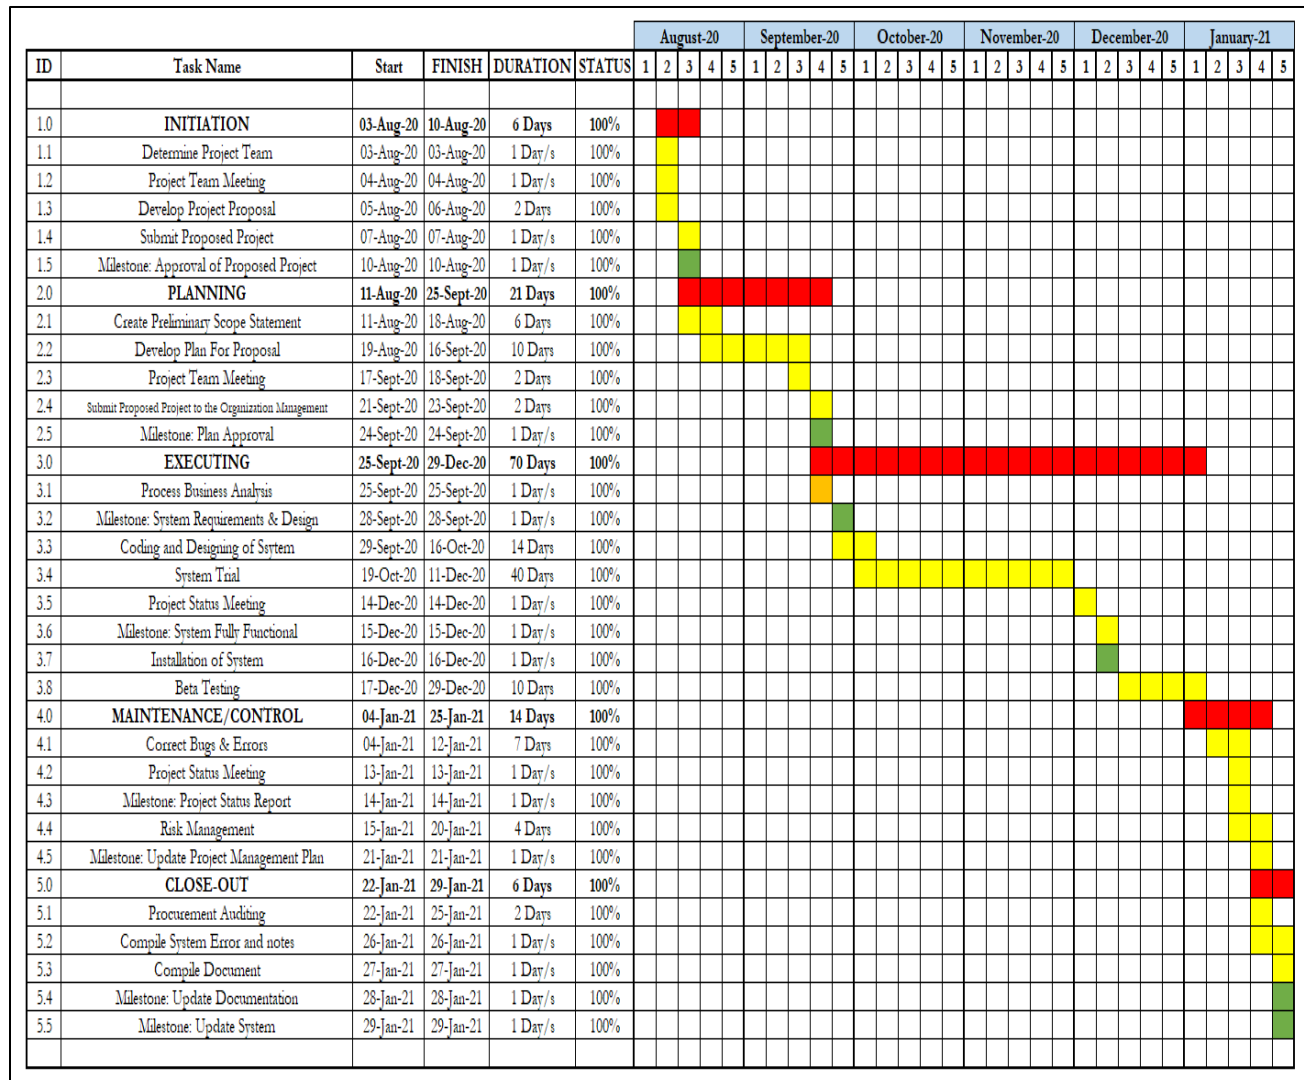 August-20 September-20 October-20 November-20 December-20 January-21
ID Task Name Start FINISH DURATION STATUS 1 2 3 4 5 1 2 3 4 5 1 2 3 4 5 1 2 3 4 5 1 2 3 4 5 1 2 3 4 5
1.0 INITIATION 03-Aug-20 10-Aug-20 6 Days 100%
1.1 Determine Project Team 03-Aug-20 03-Aug-20 1 Day/s 100%
1.2 Project Team Meeting 04-Aug-20 04-Aug-20 1 Day/s 100%
1.3 Develop Project Proposal 05-Aug-20 06-Aug-20 2 Days 100%
1.4 Submit Proposed Project 07-Aug-20 07-Aug-20 1 Day/s 100%
1.5 Milestone: Approval of Proposed Project 10-Aug-20 10-Aug-20 1 Day/s 100%
2.0 PLANNING 11-Aug-20 25-Sept-20 21 Days 100%
2.1 Create Preliminary Scope Statement 11-Aug-20 18-Aug-20 6 Days 100%
2.2 Develop Plan For Proposal 19-Aug-20 16-Sept-20 10 Days 100%
2.3 Project Team Meeting 17-Sept-20 18-Sept-20 2 Days 100%
2.4 Submit Proposed Project to the Organization Management 21-Sept-20 23-Sept-20 2 Days 100%
2.5 Milestone: Plan Approval 24-Sept-20 24-Sept-20 1 Day/s 100%
3.0 EXECUTING 25-Sept-20 29-Dec-20 70 Days 100%
3.1 Process Business Analysis 25-Sept-20 25-Sept-20 1 Day/s 100%
3.2 Milestone: System Requirements & Design 28-Sept-20 28-Sept-20 1 Day/s 100%
3.3 Coding and Designing of Ssytem 29-Sept-20 16-Oct-20 14 Days 100%
3.4 System Trial 19-Oct-20 11-Dec-20 40 Days 100%
3.5 Project Status Meeting 14-Dec-20 14-Dec-20 1 Day/s 100%
3.6 Milestone: System Fully Functional 15-Dec-20 15-Dec-20 1 Day/s 100%
3.7 Installation of System 16-Dec-20 16-Dec-20 1 Day/s 100%
3.8 Beta Testing 17-Dec-20 29-Dec-20 10 Days 100%
4.0 MAINTENANCE/CONTROL 04-Jan-21 25-Jan-21 14 Days 100%
4.1 Correct Bugs & Errors 04-Jan-21 12-Jan-21 7 Days 100%
4.2 Project Status Meeting 13-Jan-21 13-Jan-21 1 Day/s 100%
4.3 Milestone: Project Status Report 14-Jan-21 14-Jan-21 1 Day/s 100%
4.4 Risk Management 15-Jan-21 20-Jan-21 4 Days 100%
4.5 Milestone: Update Project Management Plan 21-Jan-21 21-Jan-21 1 Day/s 100%
5.0 CLOSE-OUT 22-Jan-21 29-Jan-21 6 Days 100%
5.1 Procurement Auditing 22-Jan-21 25-Jan-21 2 Days 100%
5.2 Compile System Error and notes 26-Jan-21 26-Jan-21 1 Day/s 100%
5.3 Compile Document 27-Jan-21 27-Jan-21 1 Day/s 100%
5.4 Milestone: Update Documentation 28-Jan-21 28-Jan-21 1 Day/s 100%
5.5 Milestone: Update System 29-Jan-21 29-Jan-21 1 Day/s 100%